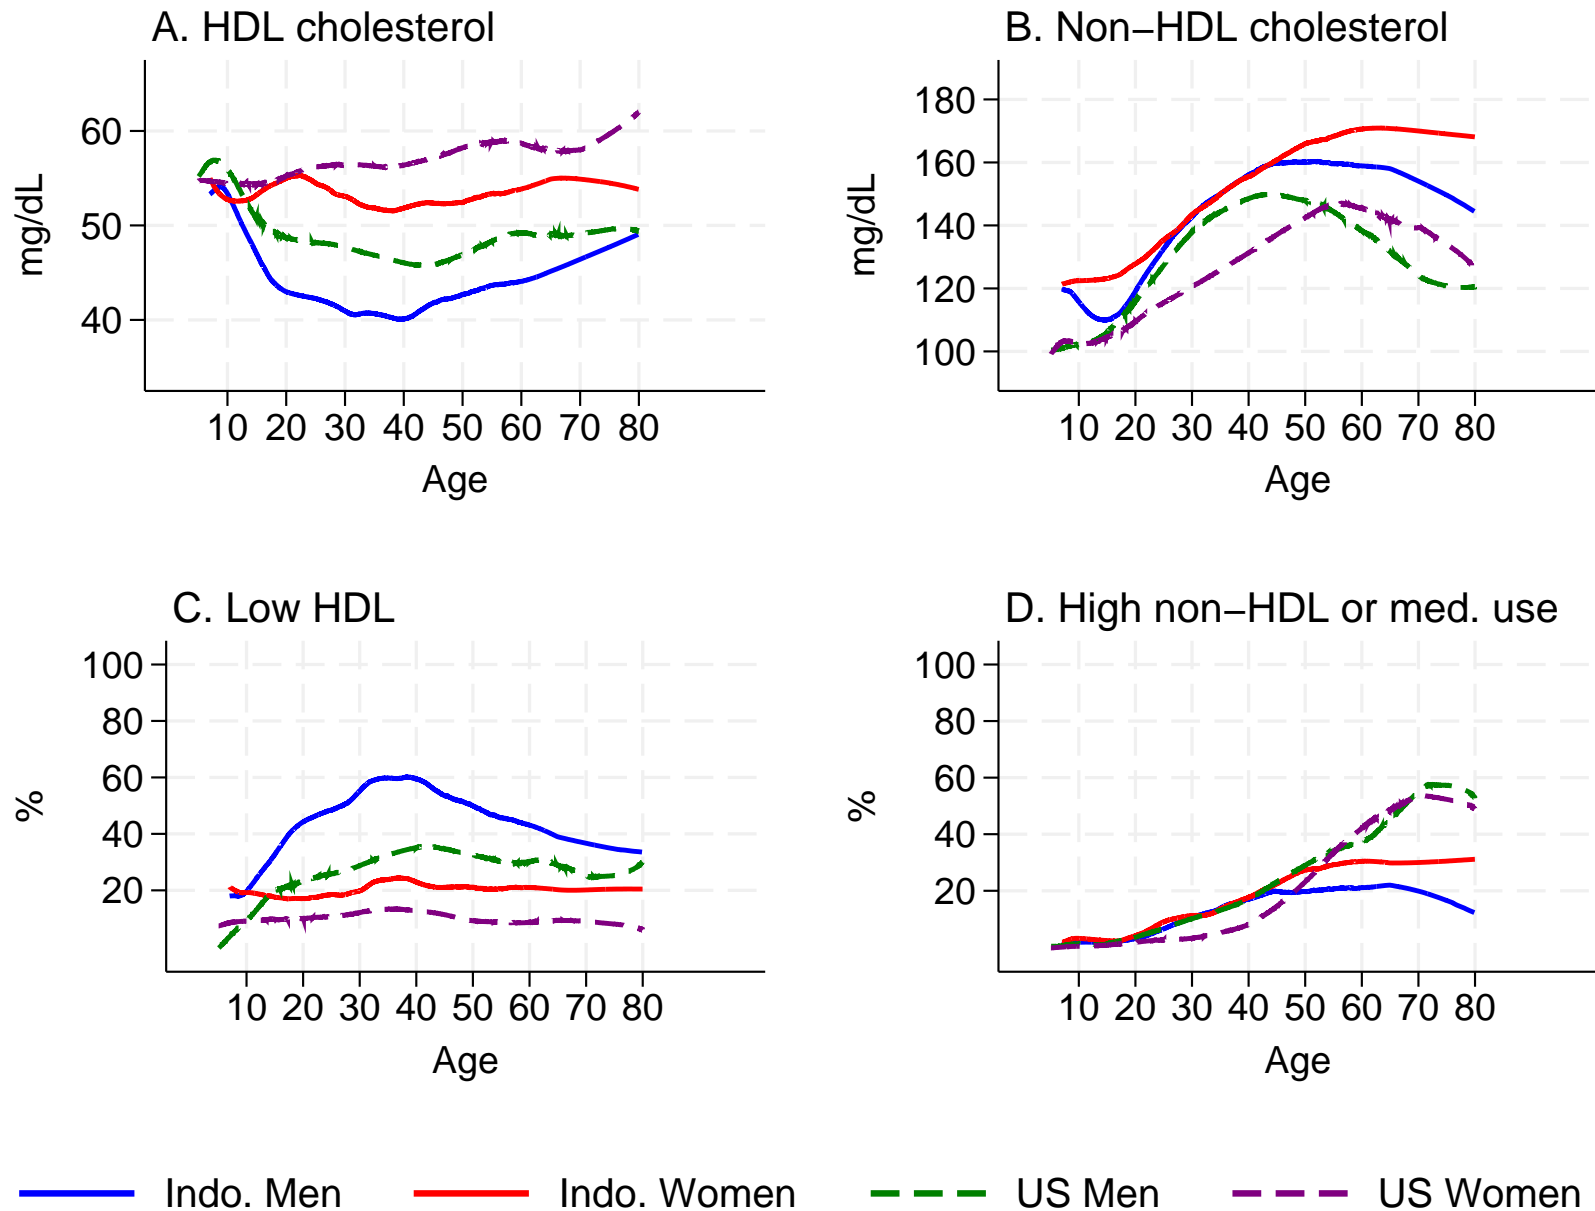 A. HDL cholesterol
mg/dL
60
50
40
10 20 30 40 50 60 70 80
Age
B. Non−HDL cholesterol
mg/dL
180
160
140
120
100
10 20 30 40 50 60 70 80
Age
C. Low HDL
%
100
80
60
40
20
10 20 30 40 50 60 70 80
Age
D. High non−HDL or med. use
%
100
80
60
40
20
10 20 30 40 50 60 70 80
Age
Indo. Men Indo. Women US Men US Women